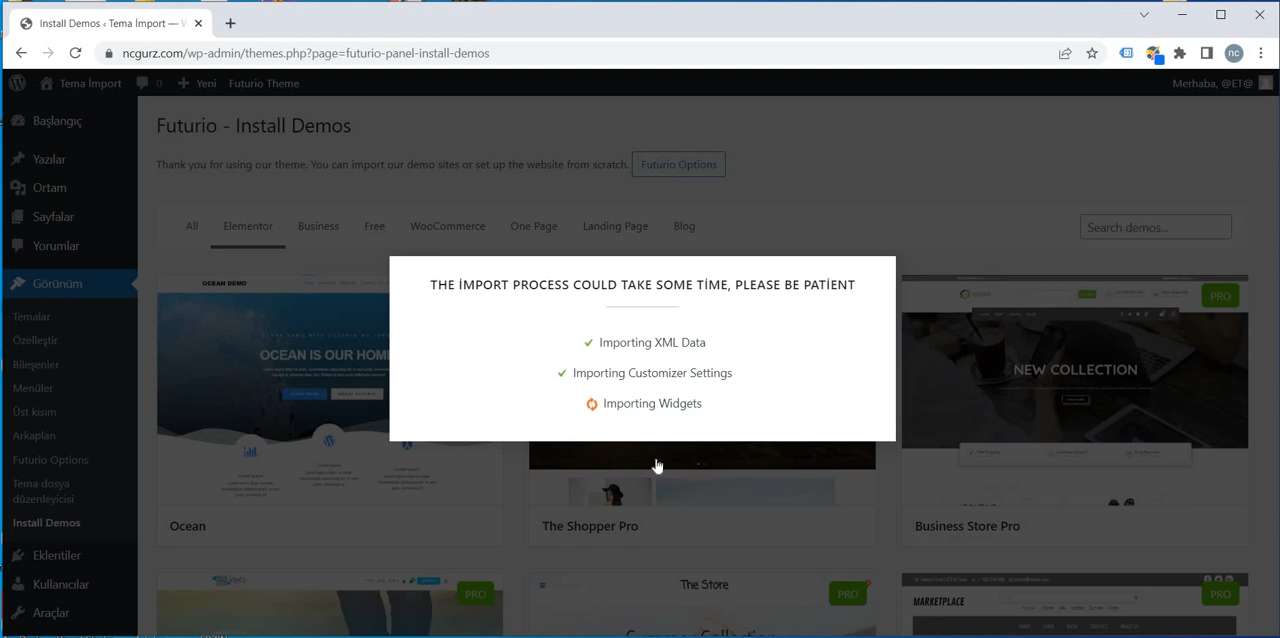 Install Demos ‹ Tema İmport —
ncgurz.com/wp-admin/themes.php?page=futurio-panel-install-demos
nc
Tema İmport 0 Yeni Futurio Theme
Merhaba, @ET@
Başlangıç
Yazılar
Ortam
Sayfalar
Yorumlar
Görünüm
Temalar
Özelleştir
Bileşenler
Menüler
Üst kısım
Arkaplan
Futurio Options
Tema dosya
düzenleyicisi
Install Demos
Eklentiler
Kullanıcılar
Araçlar
Futurio - Install Demos
Thank you for using our theme. You can import our demo sites or set up the website from scratch. Futurio Options
All Elementor Business Free WooCommerce One Page Landing Page Blog
Search demos...
THE İMPORT PROCESS COULD TAKE SOME TİME, PLEASE BE PATİENT
Importing XML Data
Importing Customizer Settings
Importing Widgets
OCEAN DEMO
OCEAN IS OUR HOM
Ocean
The Shopper Pro
PRO
NEW COLLECTION
Business Store Pro
PRO
The Store
PRO
Summer Collection
PRO
MARKETPLACE